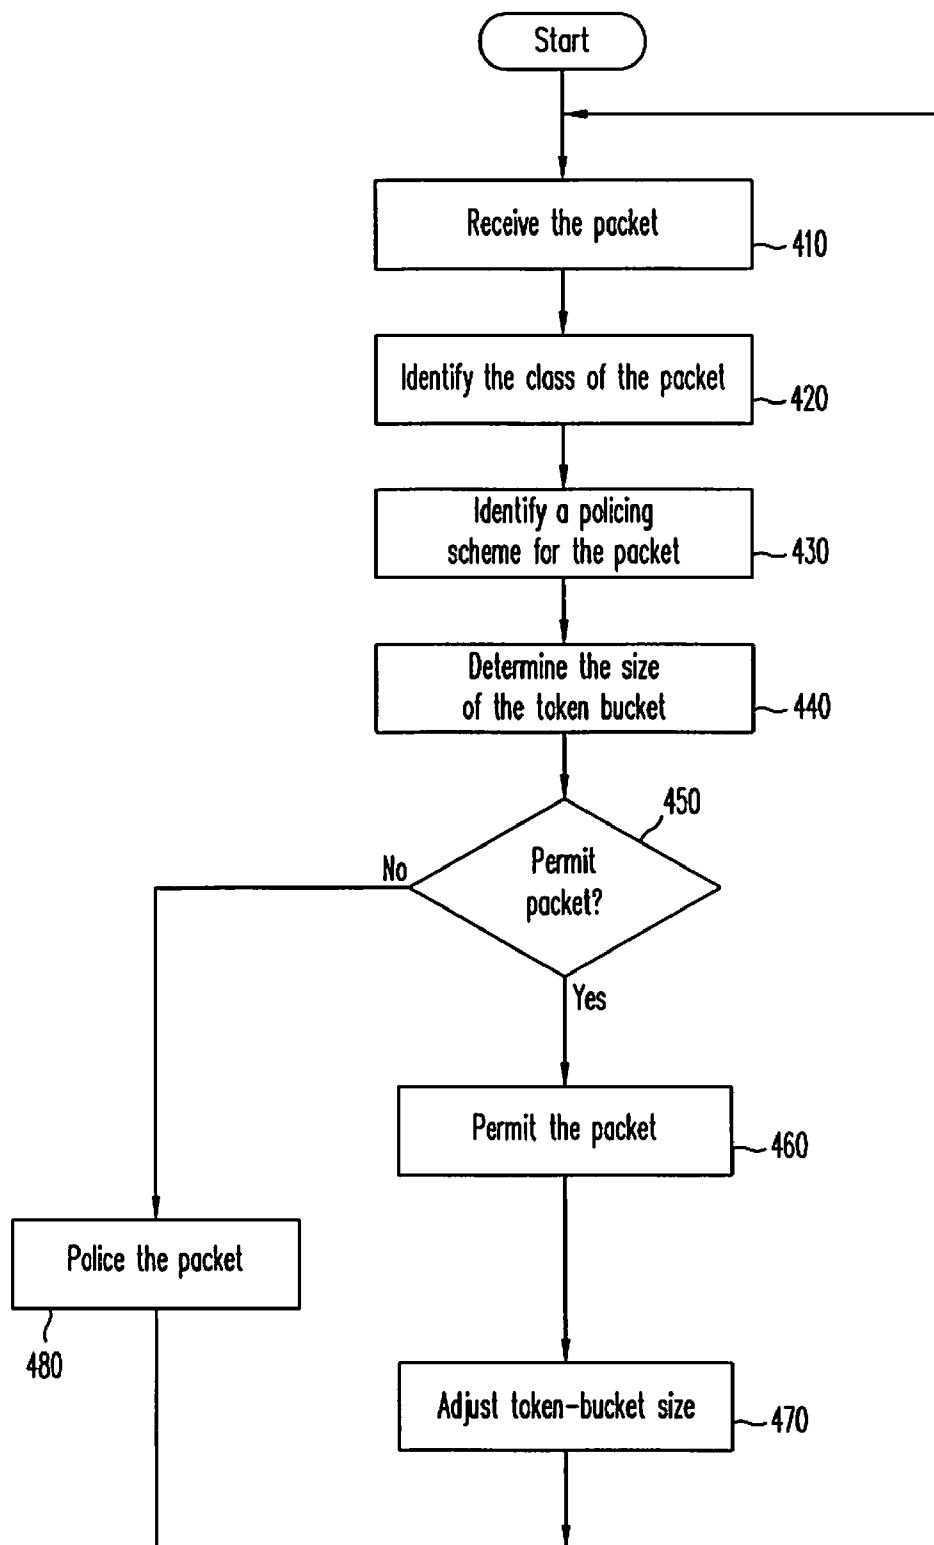 Start
Receive the packet
410
Identify the class of the packet
420
Identify a policing
scheme for the packet
430
Determine the size
of the token bucket
440
450
Permit
packet?
No
Yes
Permit the packet
460
Police the packet
480
Adjust token-bucket size
470